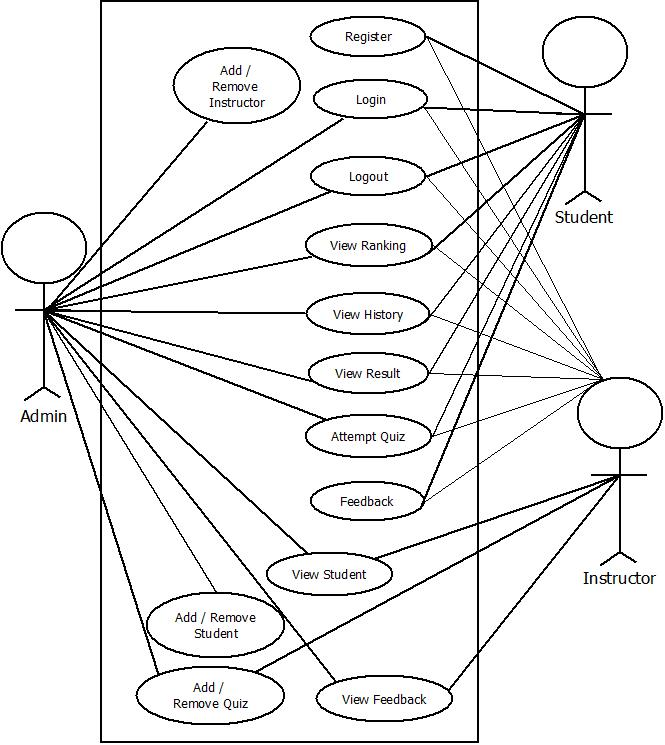 Register
Add /
Remove
Instructor
Login
Logout
Student
View Ranking
View History
View Result
Admin
Attempt Quiz
Feedback
View Student
Instructor
Add / Remove
Student
Add /
Remove Quiz
View Feedback